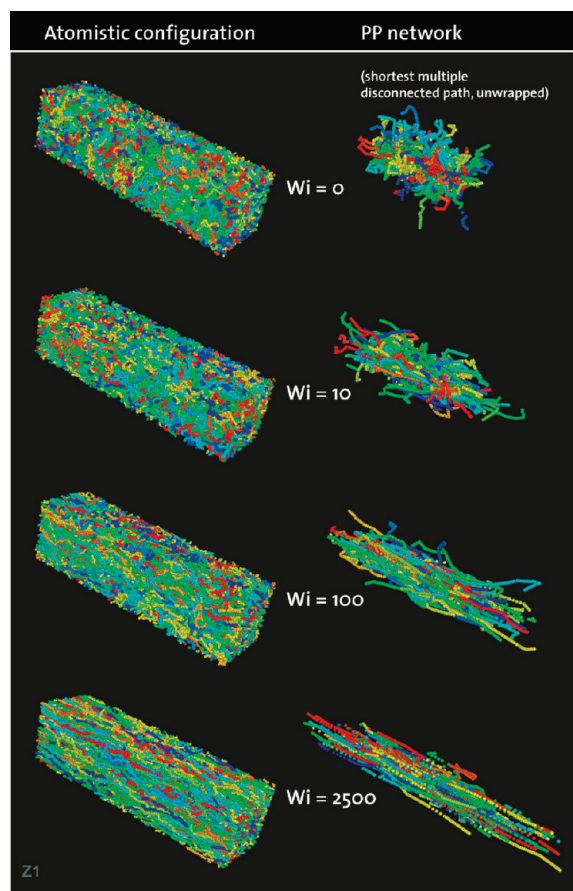 Atomistic configuration
PP network
(shortest multiple
disconnected path, unwrapped)
Wi = 0
Wi = 10
Wi = 100
Wi = 2500
Z1